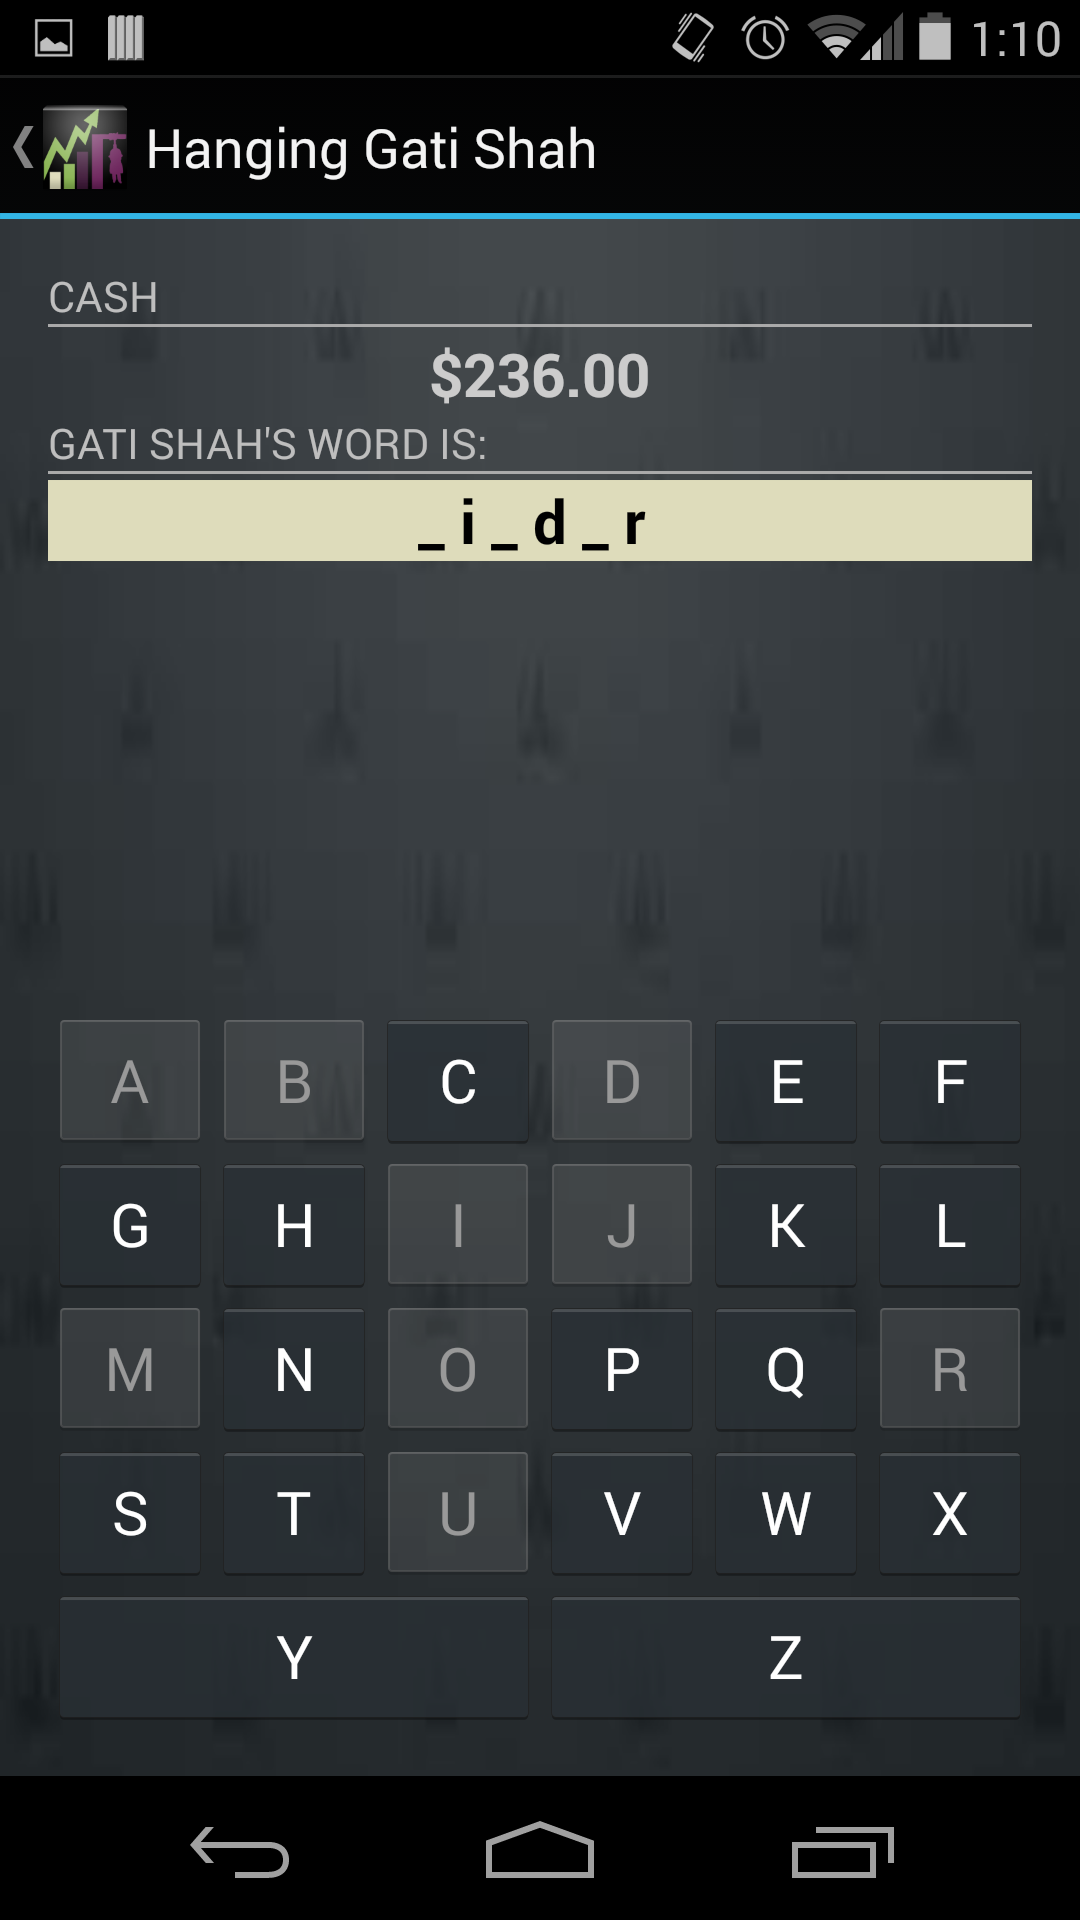 1:10
Hanging Gati Shah
CASH
$236.00
GATI SHAH'S WORD IS:
_ i _ d _ r
A B C D E F
G H I J K L
M N O P Q R
S T U V W X
Y Z